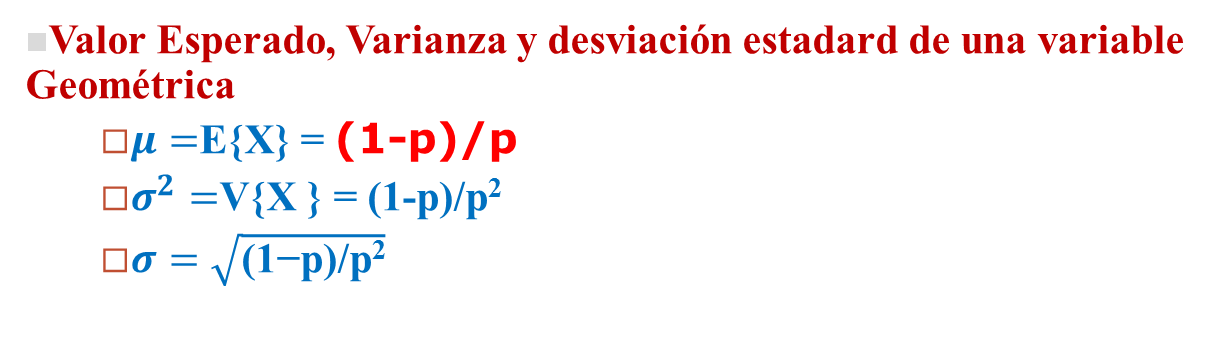 Valor Esperado, Varianza y desviación estadard de una variable
Geométrica
μ =E{X} = (1-p)/p
σ² =V{X } = (1-p)/p²
σ = √(1−p)/p²